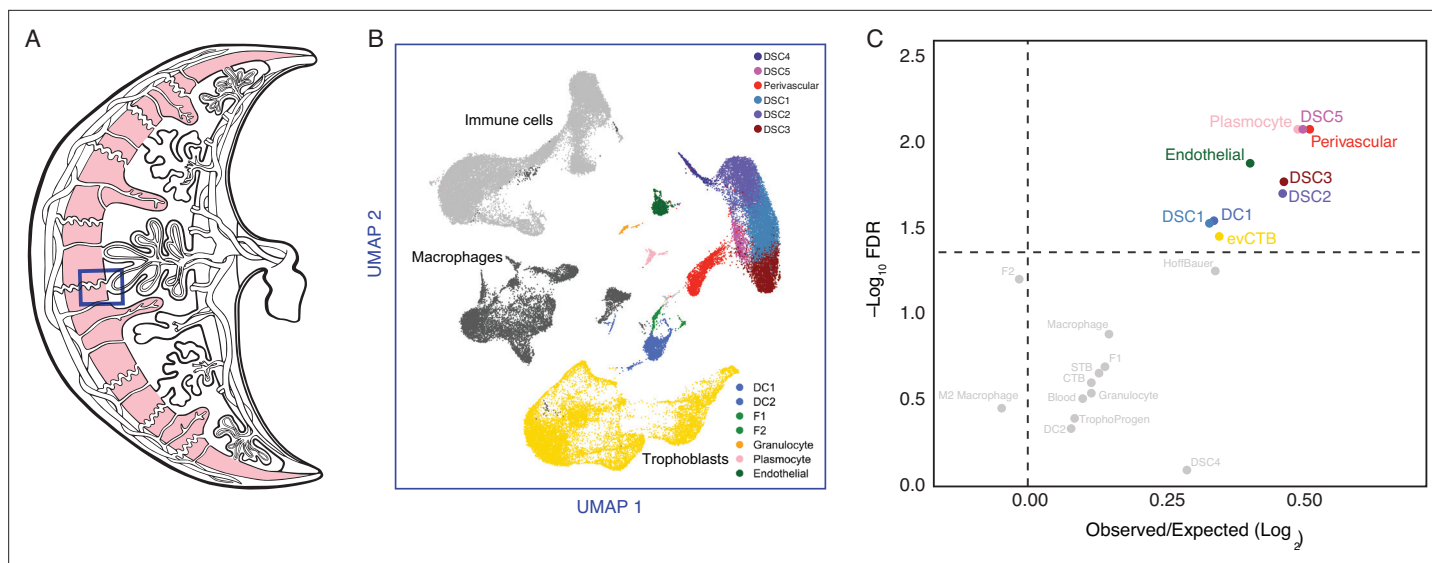 A
B
UMAP 2
UMAP 1
Immune cells
Macrophages
Trophoblasts
DSC4
DSC5
Perivascular
DSC1
DSC2
DSC3
DC1
DC2
F1
F2
Granulocyte
Plasmocyte
Endothelial
C
–Log10 FDR
2.5
2.0
1.5
1.0
0.5
0.0
Plasmocyte DSC5
Perivascular
Endothelial
DSC3
DSC2
DSC1 DC1
evCTB
HoffBauer
F2
Macrophage
F1
STB
CTB
Granulocyte
Blood
M2 Macrophage
TrophoProgen
DC2
DSC4
0.00 0.25 0.50
Observed/Expected (Log2)